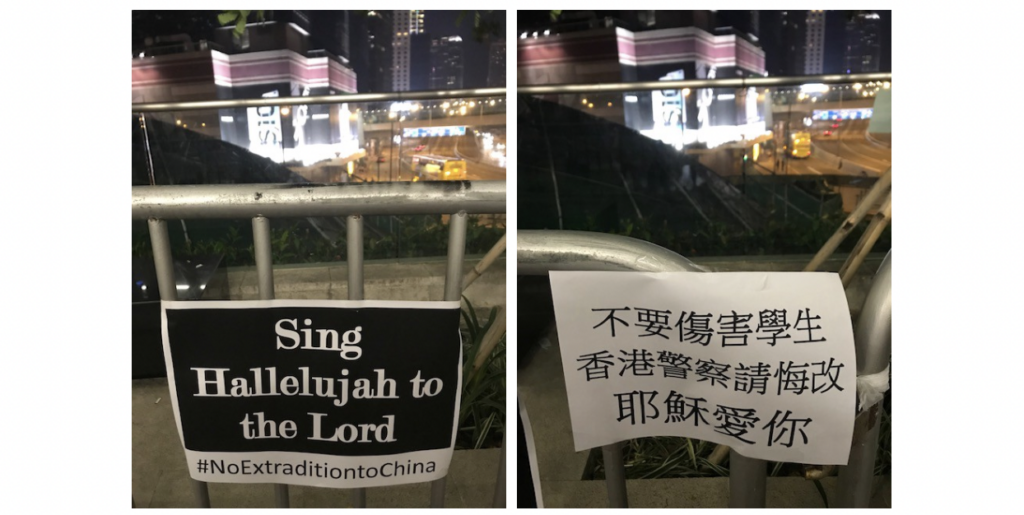 Sing
Hallelujah to
the Lord
#NoExtraditiontoChina
不要傷害學生
香港警察請悔改
耶穌愛你